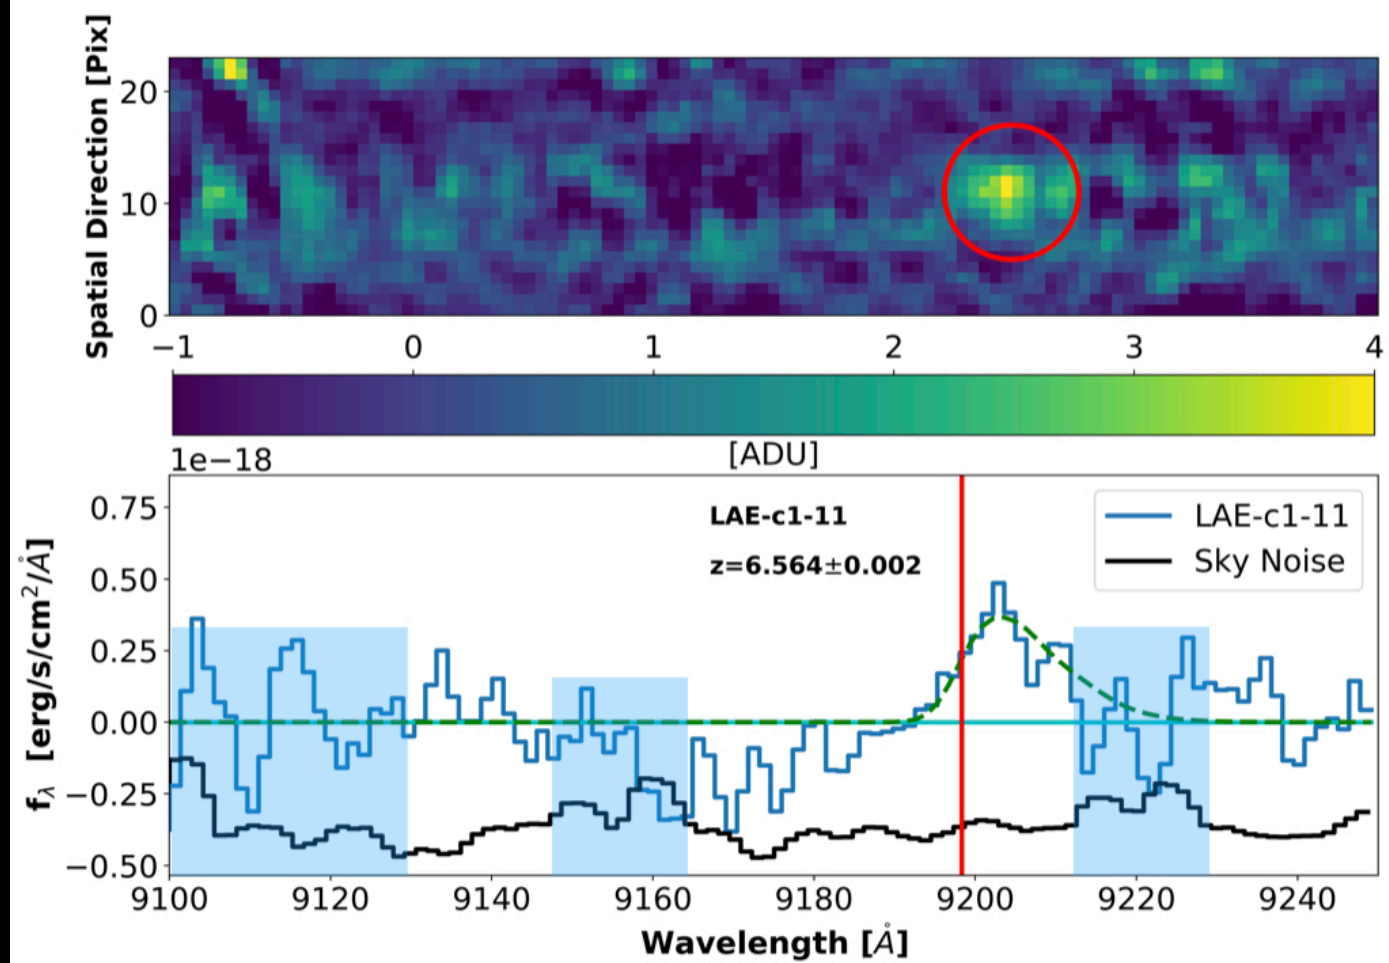 Spatial Direction [Pix]
20
10
0
−1 0 1 2 3 4
[ADU]
1e−18
fλ [erg/s/cm²/Å]
0.75
0.50
0.25
0.00
−0.25
−0.50
LAE-c1-11
z=6.564±0.002
LAE-c1-11
Sky Noise
9100 9120 9140 9160 9180 9200 9220 9240
Wavelength [Å]